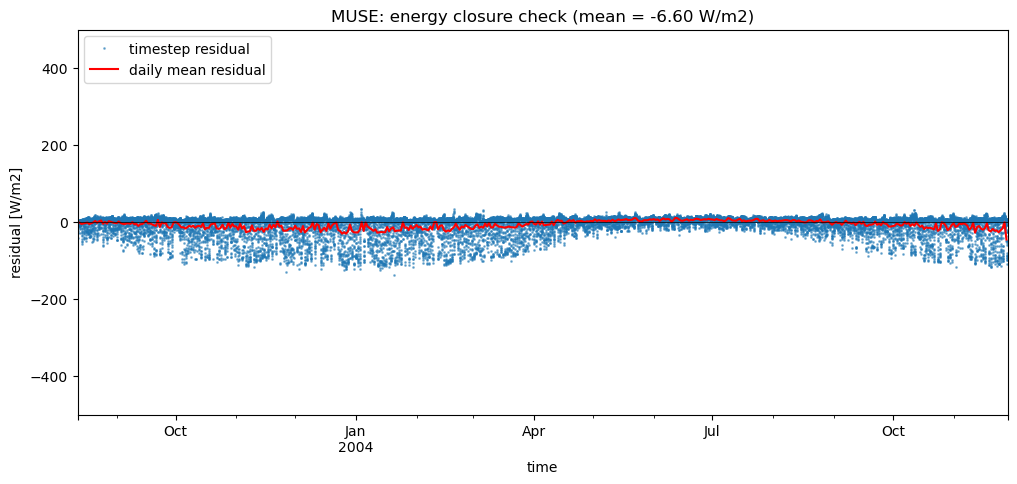 MUSE: energy closure check (mean = -6.60 W/m2)
timestep residual
daily mean residual
residual [W/m2]
400
200
0
−200
−400
Oct
Jan
2004
Apr
Jul
Oct
time